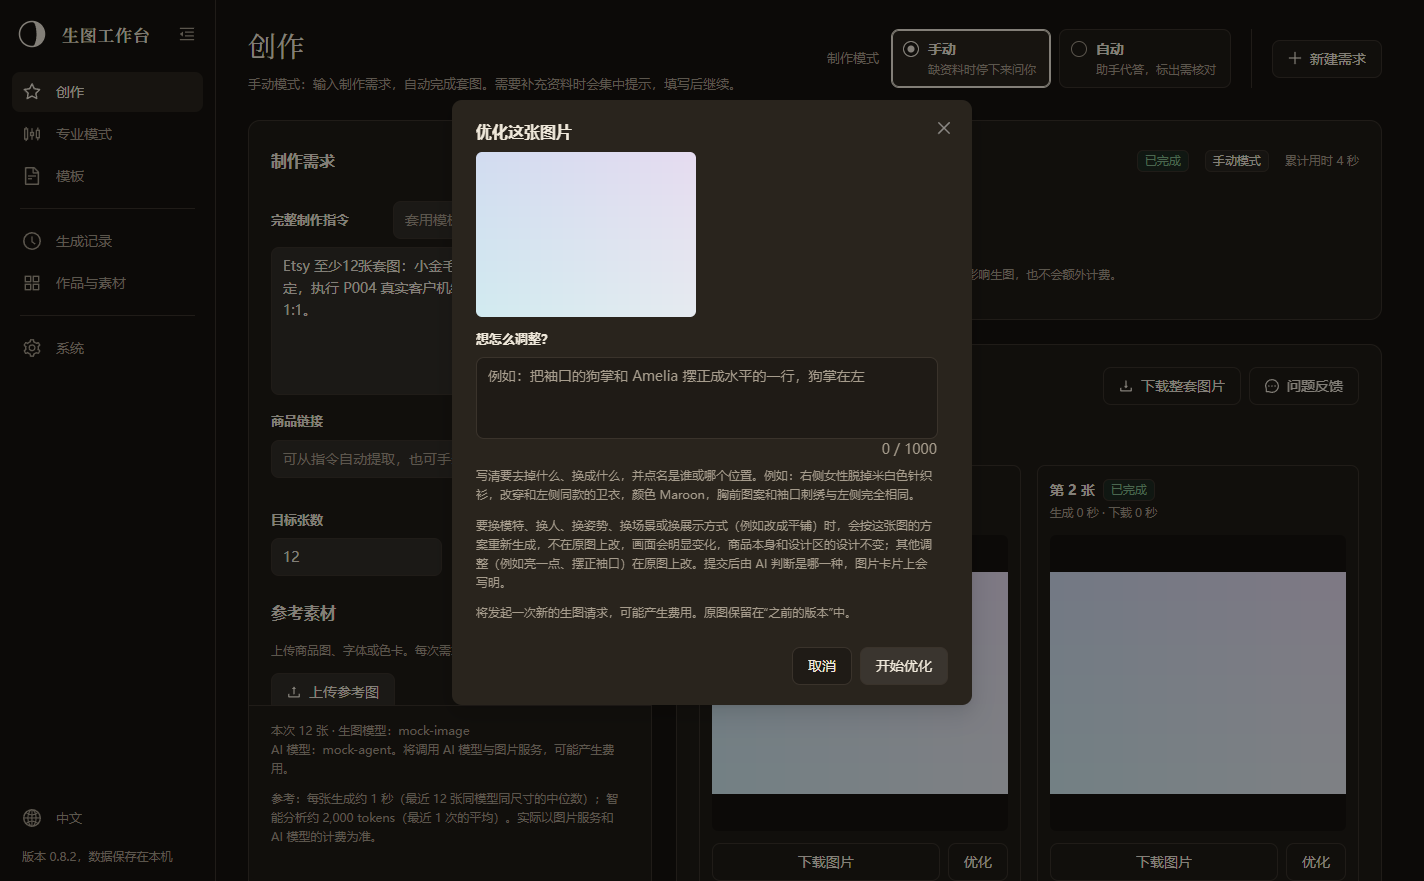 生图工作台
创作
专业模式
模板
生成记录
作品与素材
系统
中文
版本 0.8.2，数据保存在本机
创作
手动模式：输入制作需求，自动完成套图。需要补充资料时会集中提示，填写后继续。
制作模式
手动
缺资料时停下来问你
自动
助手代答，标出需核对
新建需求
制作需求
已完成
手动模式
累计用时 4 秒
完整制作指令
套用模
Etsy 至少12张套图：小金毛
定，执行 P004 真实客户机
1:1。
商品链接
可从指令自动提取，也可手
目标张数
12
参考素材
上传商品图、字体或色卡。每次需
上传参考图
本次 12 张 · 生图模型：mock-image
AI 模型：mock-agent。将调用 AI 模型与图片服务，可能产生费
用。
参考：每张生成约 1 秒（最近 12 张同模型同尺寸的中位数）；智
能分析约 2,000 tokens（最近 1 次的平均）。实际以图片服务和
AI 模型的计费为准。
影响生图，也不会额外计费。
下载整套图片
问题反馈
第 2 张
已完成
生成 0 秒 · 下载 0 秒
下载图片
优化
下载图片
优化
优化这张图片
想怎么调整？
例如：把袖口的狗掌和 Amelia 摆正成水平的一行，狗掌在左
0 / 1000
写清要去掉什么、换成什么，并点名是谁或哪个位置。例如：右侧女性脱掉米白色针织
衫，改穿和左侧同款的卫衣，颜色 Maroon，胸前图案和袖口刺绣与左侧完全相同。
要换模特、换人、换姿势、换场景或换展示方式（例如改成平铺）时，会按这张图的方
案重新生成，不在原图上改，画面会明显变化，商品本身和设计区的设计不变；其他调
整（例如亮一点、摆正袖口）在原图上改。提交后由 AI 判断是哪一种，图片卡片上会
写明。
将发起一次新的生图请求，可能产生费用。原图保留在“之前的版本”中。
取消
开始优化